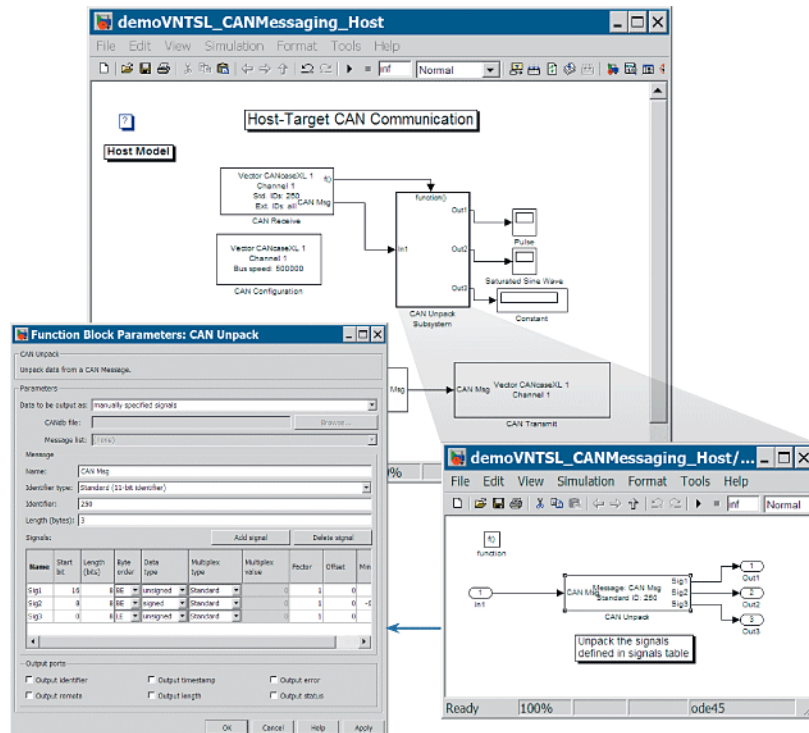 demoVNTSL_CANMessaging_Host
File Edit View Simulation Format Tools Help
inf Normal
Host-Target CAN Communication
?
Host Model
Vector CANcaseXL 1
Channel 1
Std. IDs: 250
Ext. IDs: all
f()
CAN Msg
CAN Receive
Vector CANcaseXL 1
Channel 1
Bus speed: 500000
CAN Configuration
function()
In1
Out1
Out2
Out3
CAN Unpack
Subsystem
Pulse
Saturated Sine Wave
Constant
Msg
CAN Msg
Vector CANcaseXL 1
Channel 1
CAN Transmit
Function Block Parameters: CAN Unpack
CAN Unpack
Unpack data from a CAN Message.
Parameters
Data to be output as: manually specified signals
CANdb file: Browse...
Message list: (none)
Message
Name: CAN Msg
Identifier type: Standard (11-bit identifier)
Identifier: 250
Length (bytes): 3
Signals: Add signal Delete signal
Name Start bit Length (bits) Byte order Data type Multiplex type Multiplex value Factor Offset Min
Sig1 16 8 BE unsigned Standard 0 1 0
Sig2 8 8 BE signed Standard 0 1 0
Sig3 0 8 LE unsigned Standard 0 1 0
Output ports
Output identifier Output timestamp Output error
Output remote Output length Output status
OK Cancel Help Apply
demoVNTSL_CANMessaging_Host/...
File Edit View Simulation Format Tools Help
inf Normal
f()
function
1
In1
CAN Msg
Message: CAN Msg
Standard ID: 250
Sig1
Sig2
Sig3
CAN Unpack
1
Out1
2
Out2
3
Out3
Unpack the signals
defined in signals table
Ready 100% ode45